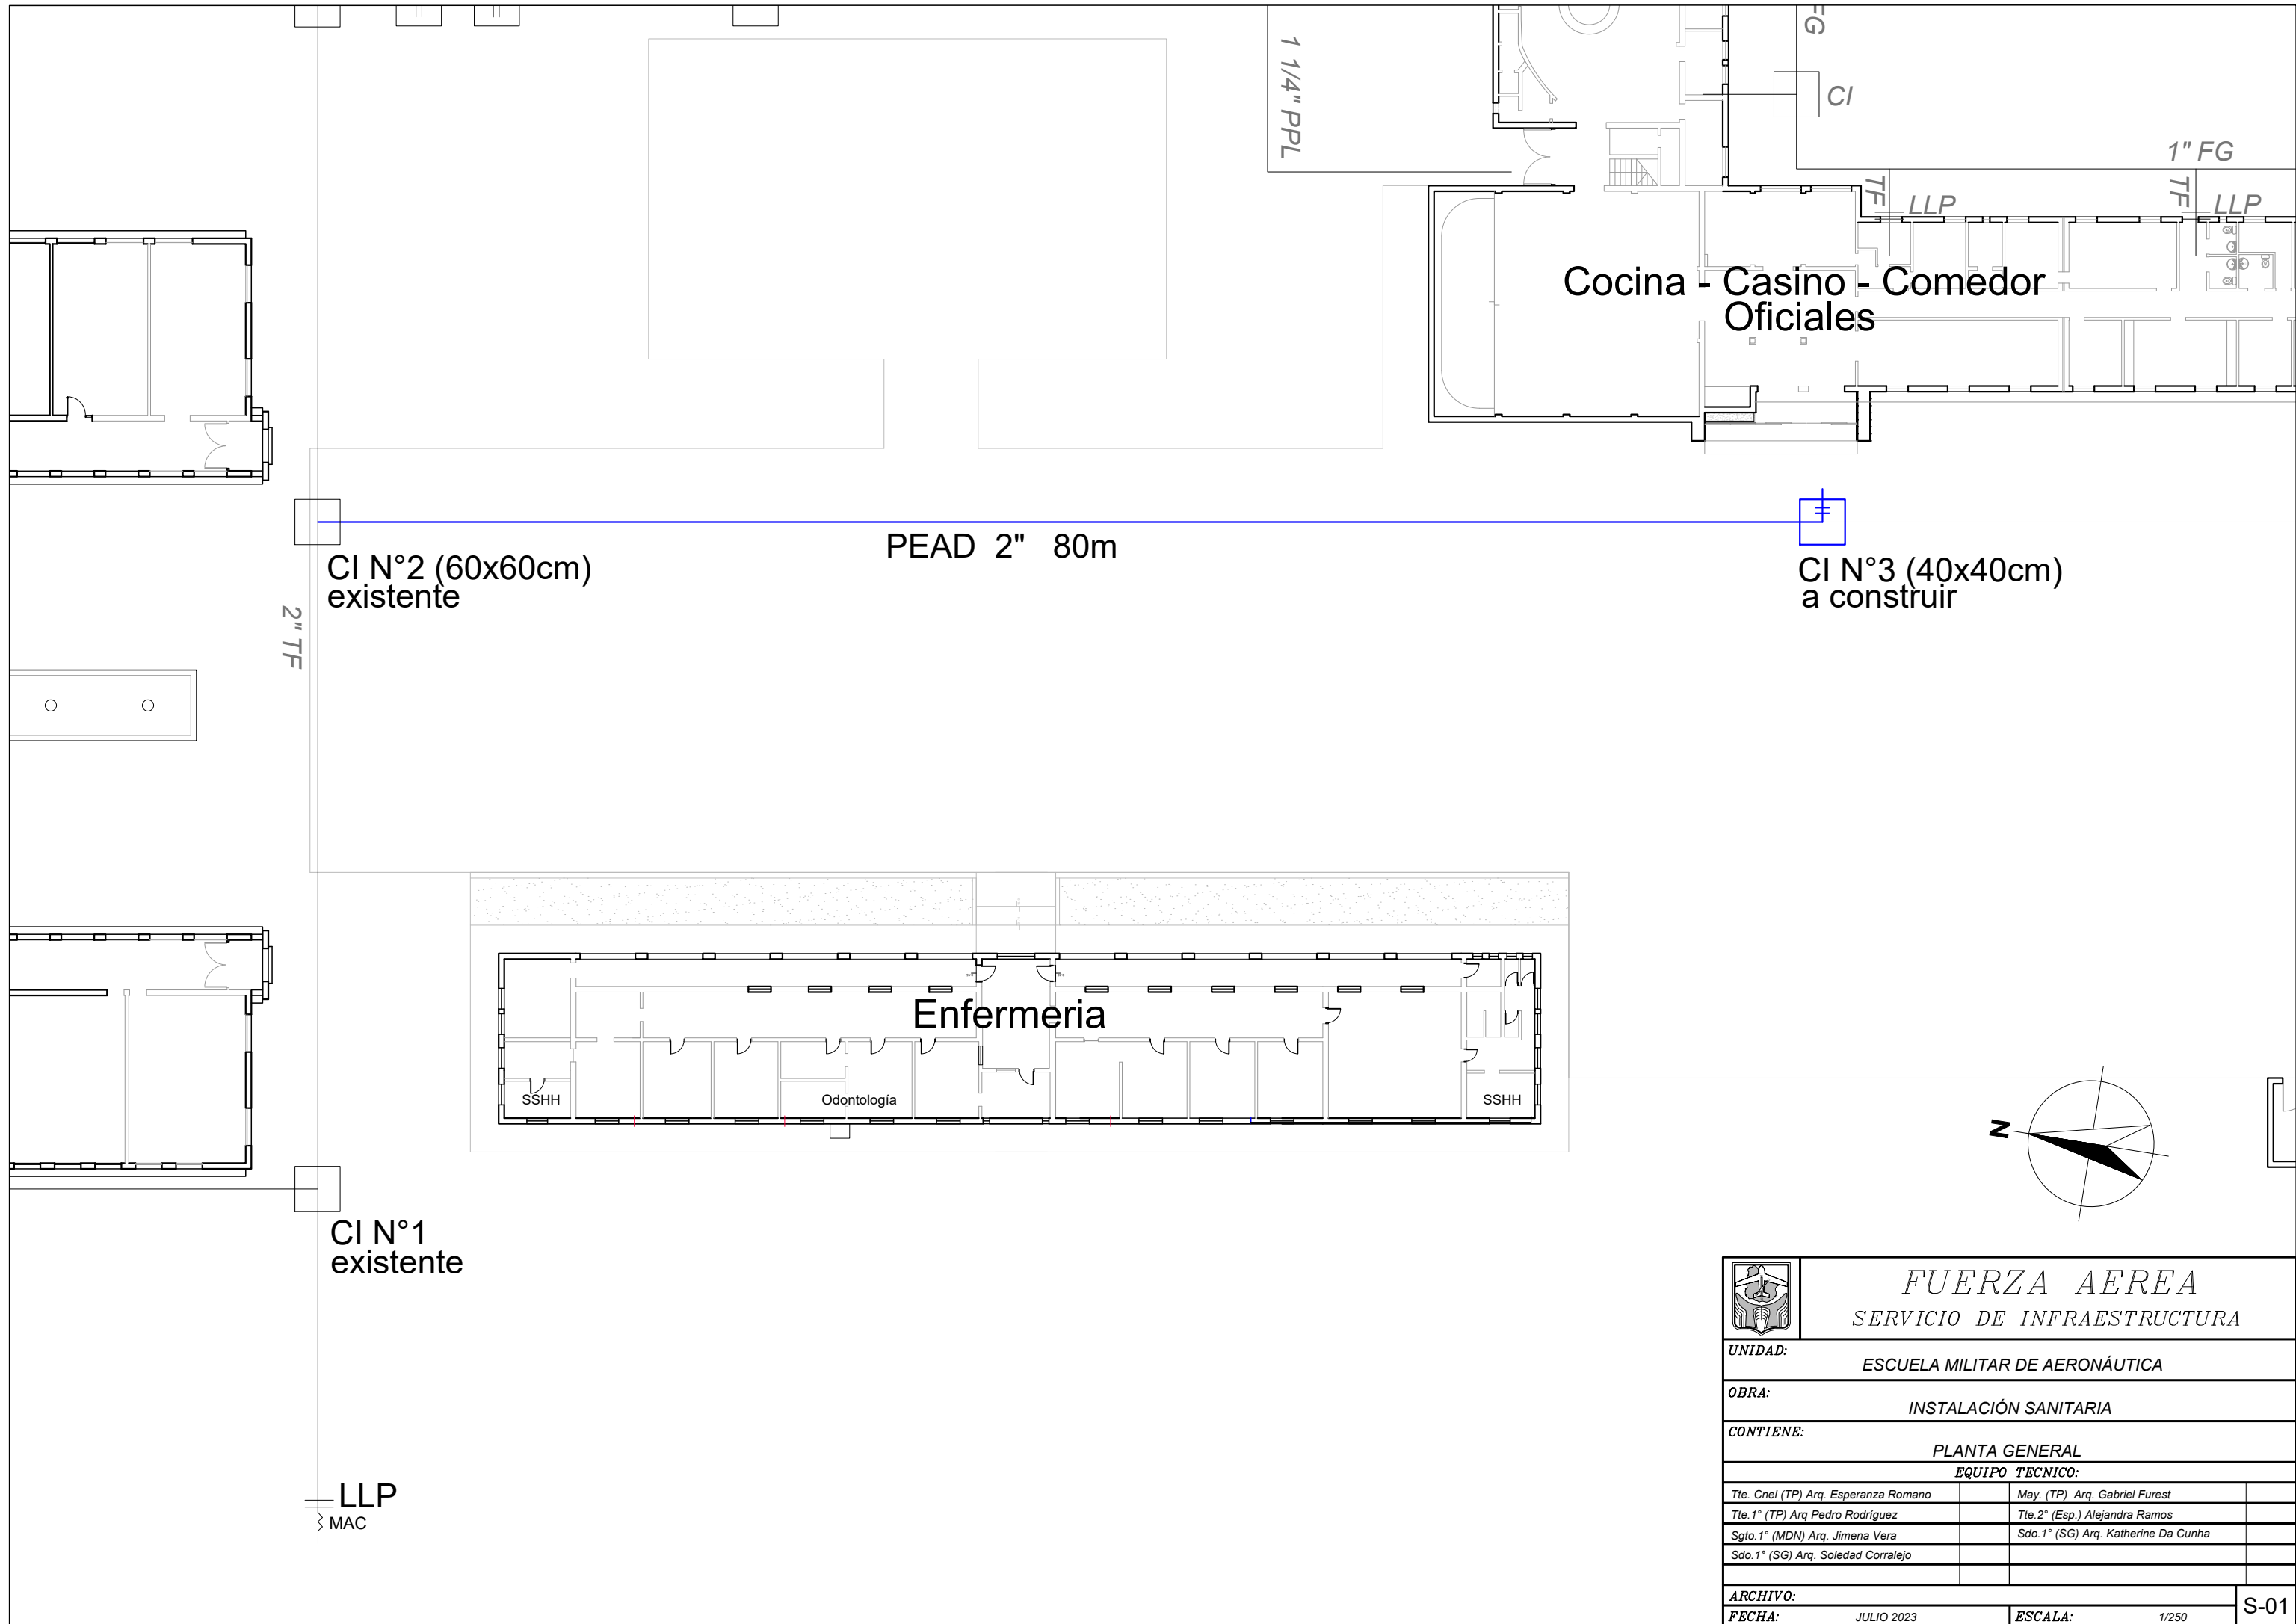 1 1/4" PPL
FG
CI
1" FG
TF
LLP
TF
LLP
Cocina - Casino - Comedor
Oficiales
PEAD 2" 80m
CI N°2 (60x60cm)
existente
CI N°3 (40x40cm)
a construir
2" TF
Enfermeria
SSHH
Odontología
SSHH
N
CI N°1
existente
LLP
MAC
FUERZA AEREA
SERVICIO DE INFRAESTRUCTURA
UNIDAD:
ESCUELA MILITAR DE AERONÁUTICA
OBRA:
INSTALACIÓN SANITARIA
CONTIENE:
PLANTA GENERAL
EQUIPO TECNICO:
Tte. Cnel (TP) Arq. Esperanza Romano
May. (TP) Arq. Gabriel Furest
Tte.1° (TP) Arq Pedro Rodríguez
Tte.2° (Esp.) Alejandra Ramos
Sgto.1° (MDN) Arq. Jimena Vera
Sdo.1° (SG) Arq. Katherine Da Cunha
Sdo.1° (SG) Arq. Soledad Corralejo
ARCHIVO:
S-01
FECHA: JULIO 2023 ESCALA: 1/250